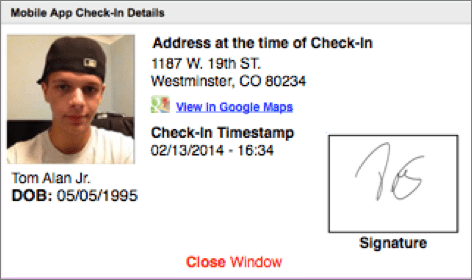 Mobile App Check-In Details
Address at the time of Check-In
1187 W. 19th ST.
Westminster, CO 80234
View in Google Maps
Check-In Timestamp
02/13/2014 - 16:34
Tom Alan Jr.
DOB: 05/05/1995
Signature
Close Window